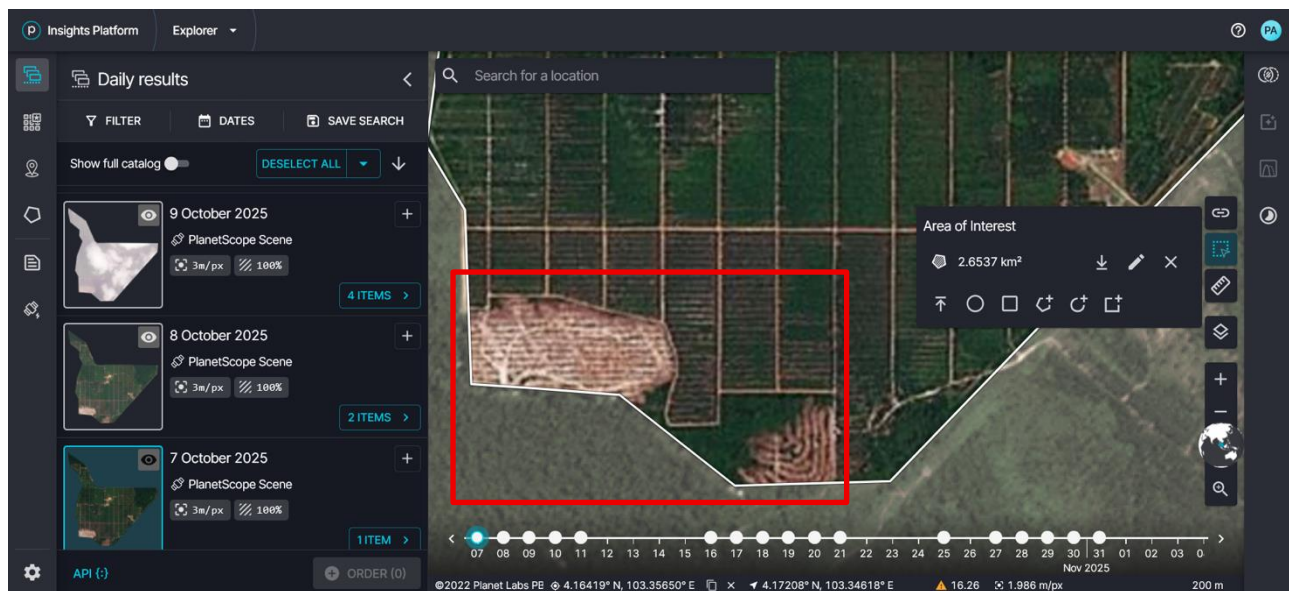 Insights Platform
Explorer
PA
Daily results
Search for a location
FILTER
DATES
SAVE SEARCH
Show full catalog
DESELECT ALL
9 October 2025
PlanetScope Scene
3m/px
100%
4 ITEMS
8 October 2025
PlanetScope Scene
3m/px
100%
2 ITEMS
7 October 2025
PlanetScope Scene
3m/px
100%
1 ITEM
API {:}
ORDER (0)
Area of Interest
2.6537 km²
07 08 09 10 11 12 13 14 15 16 17 18 19 20 21 22 23 24 25 26 27 28 29 30 31 01 02 03 0
Nov 2025
©2022 Planet Labs PB 4.16419° N, 103.35650° E 4.17208° N, 103.34618° E 16.26 1.986 m/px 200 m